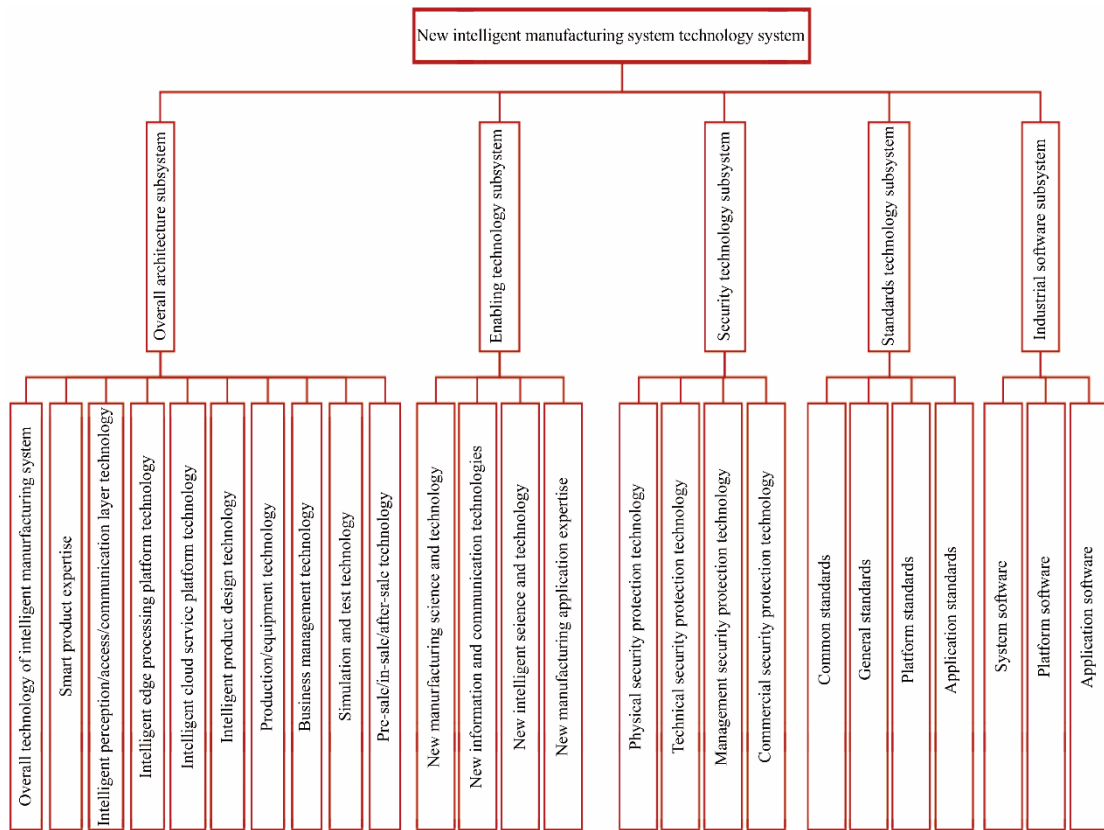 New intelligent manufacturing system technology system
Overall architecture subsystem
Enabling technology subsystem
Security technology subsystem
Standards technology subsystem
Industrial software subsystem
Overall technology of intelligent manurfacturing system
Smart product expertise
Intelligent perception/access/communication layer technology
Intelligent edge processing platform technology
Intelligent cloud service platform technology
Intelligent product design technology
Production/equipment technology
Business management technology
Simulation and test technology
Pre-sale/in-sale/after-sale technology
New manurfacturing science and technology
New information and communication technologies
New intelligent science and technology
New manufacturing application expertise
Physical security protection technology
Technical security protection technology
Management security protection technology
Commercial security protection technology
Common standards
General standards
Platform standards
Application standards
System software
Platform software
Application software